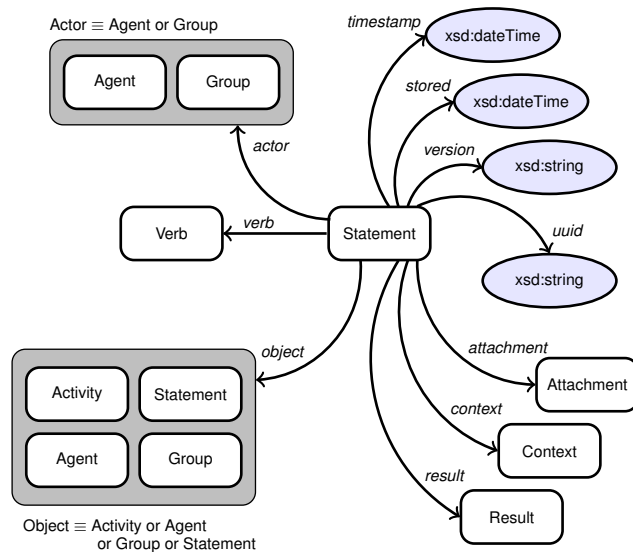 Actor ≡ Agent or Group
Agent
Group
actor
timestamp
xsd:dateTime
stored
xsd:dateTime
version
xsd:string
uuid
xsd:string
Verb
verb
Statement
object
Activity
Statement
Agent
Group
Object ≡ Activity or Agent
or Group or Statement
attachment
Attachment
context
Context
result
Result